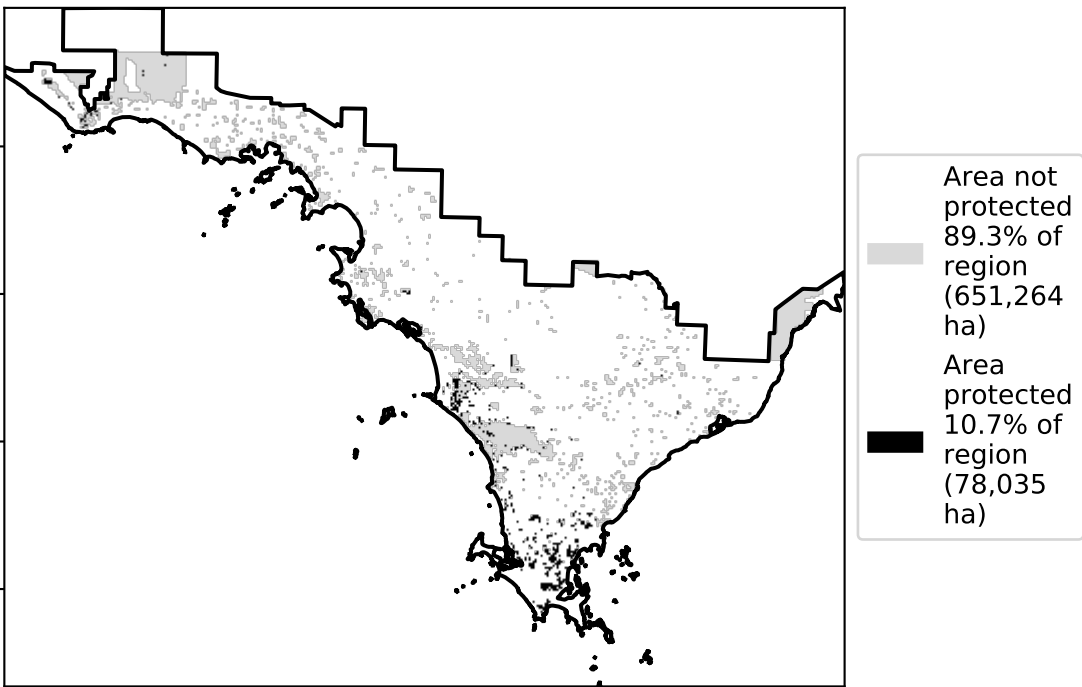 Area not
protected
89.3% of
region
(651,264
ha)
Area
protected
10.7% of
region
(78,035
ha)